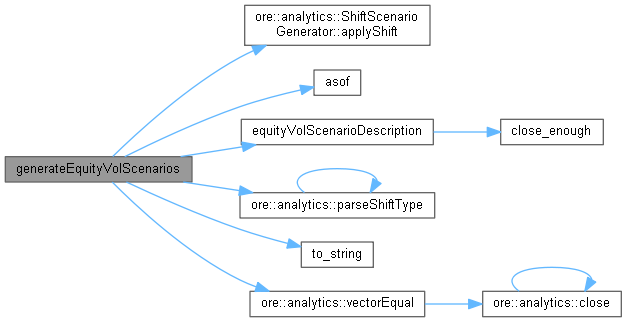 ore::analytics::ShiftScenario
Generator::applyShift
asof
equityVolScenarioDescription
close_enough
generateEquityVolScenarios
ore::analytics::parseShiftType
to_string
ore::analytics::vectorEqual
ore::analytics::close